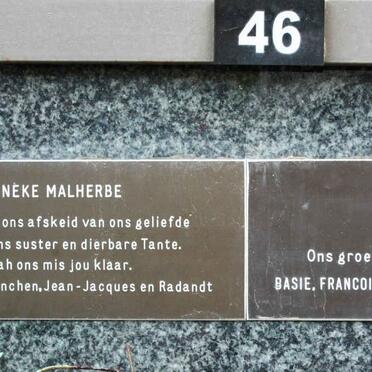 46
NEKE MALHERBE
ons afskeid van ons geliefde
ns suster en dierbare Tante.
ah ons mis jou klaar.
nchen, Jean-Jacques en Radandt
Ons groe
BASIE, FRANCOI